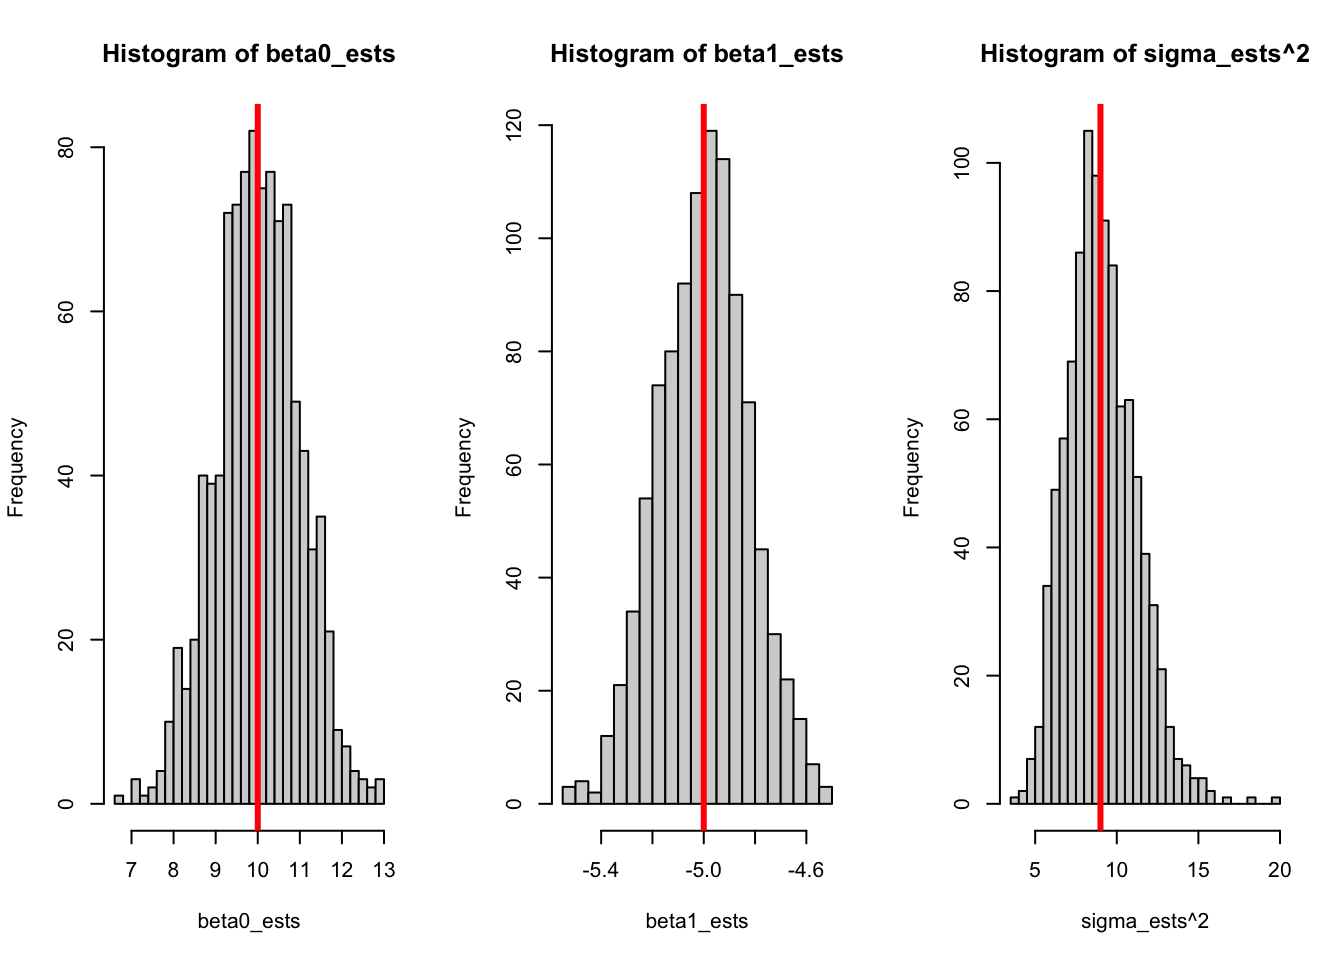 Histogram of beta0_ests
Frequency
80
60
40
20
0
7 8 9 10 11 12 13
beta0_ests
Histogram of beta1_ests
Frequency
120
100
80
60
40
20
0
-5.4 -5.0 -4.6
beta1_ests
Histogram of sigma_ests^2
Frequency
100
80
60
40
20
0
5 10 15 20
sigma_ests^2